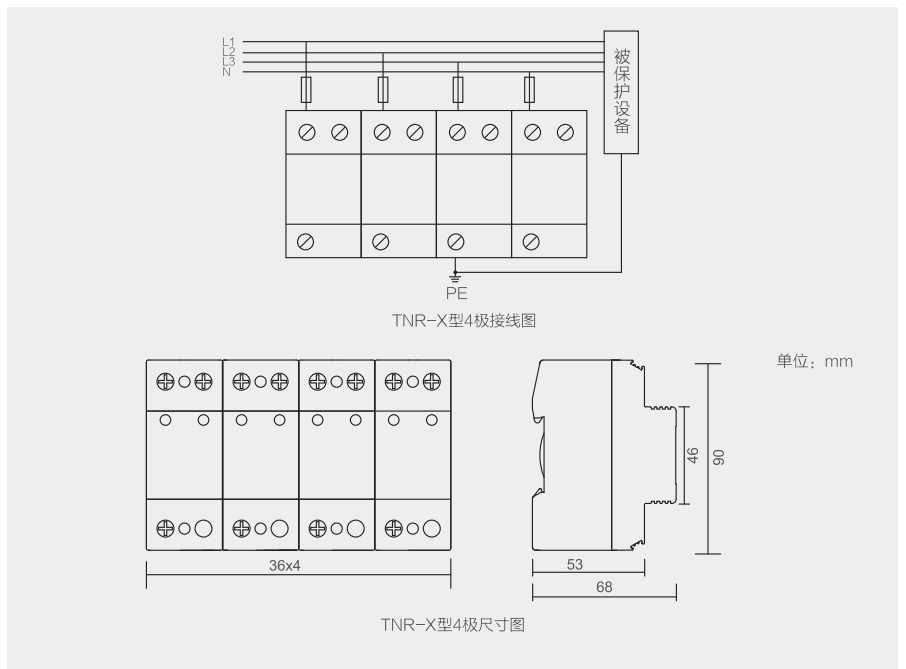 L1
L2
L3
N
被保护设备
PE
TNR-X型4极接线图
单位：mm
46
90
36x4
53
68
TNR-X型4极尺寸图